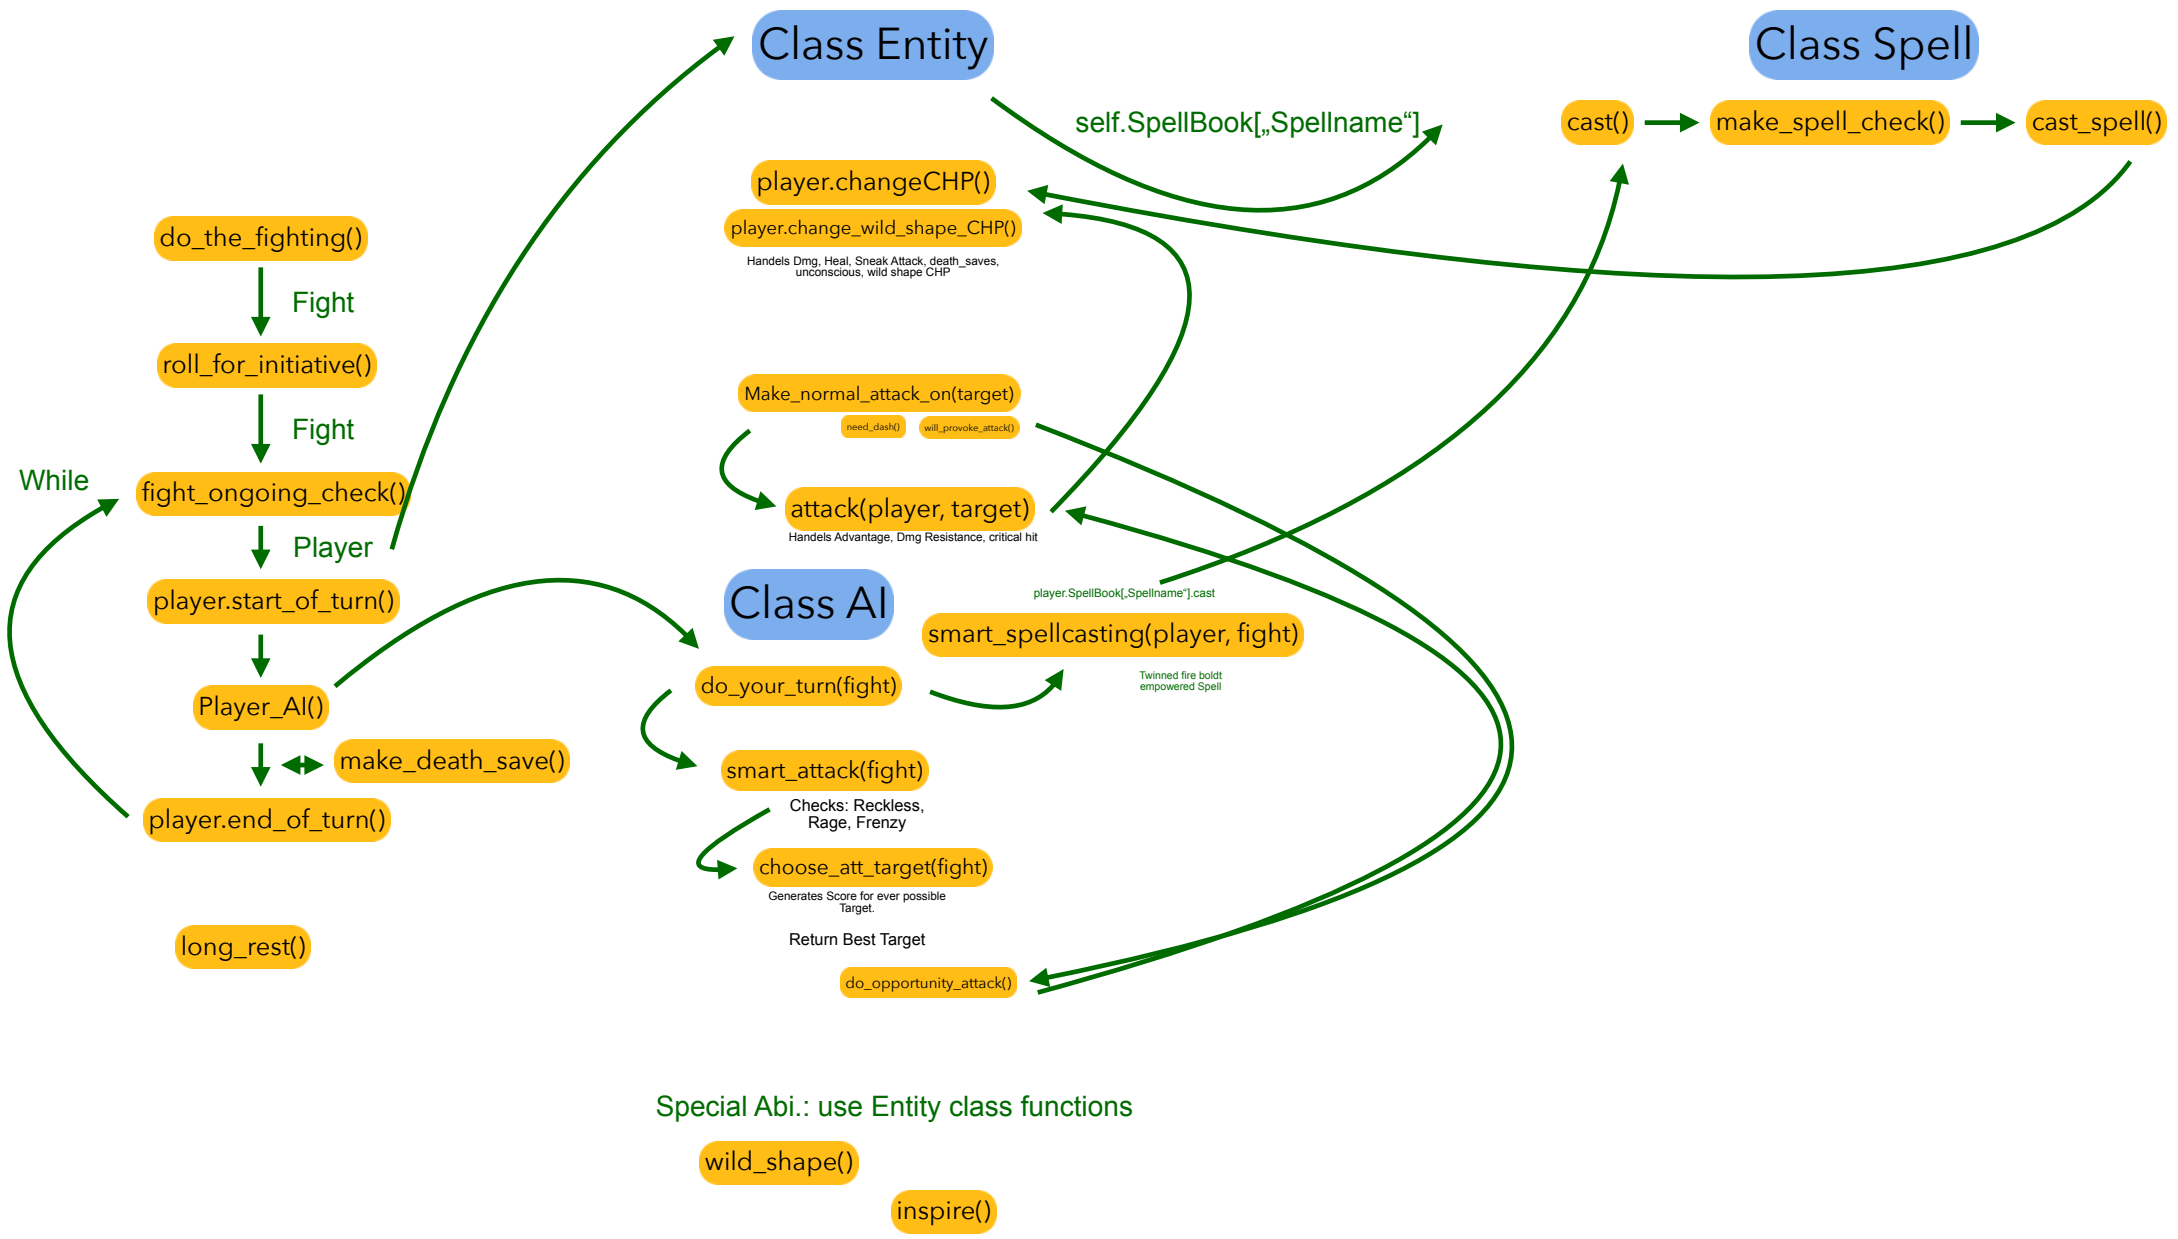 Class Entity
Class Spell
self.SpellBook[„Spellname“]
cast()
make_spell_check()
cast_spell()
player.changeCHP()
player.change_wild_shape_CHP()
Handels Dmg, Heal, Sneak Attack, death_saves,
unconscious, wild shape CHP
do_the_fighting()
Fight
roll_for_initiative()
Fight
While
fight_ongoing_check()
Player
player.start_of_turn()
Player_AI()
make_death_save()
player.end_of_turn()
long_rest()
Make_normal_attack_on(target)
need_dash()
will_provoke_attack()
attack(player, target)
Handels Advantage, Dmg Resistance, critical hit
Class AI
player.SpellBook[„Spellname“].cast
smart_spellcasting(player, fight)
Twinned fire boldt
empowered Spell
do_your_turn(fight)
smart_attack(fight)
Checks: Reckless,
Rage, Frenzy
choose_att_target(fight)
Generates Score for ever possible
Target.
Return Best Target
do_opportunity_attack()
Special Abi.: use Entity class functions
wild_shape()
inspire()